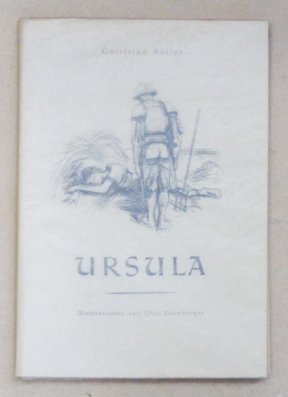 Gottfried Keller
URSULA
Illustrationen von Otto Baumberger